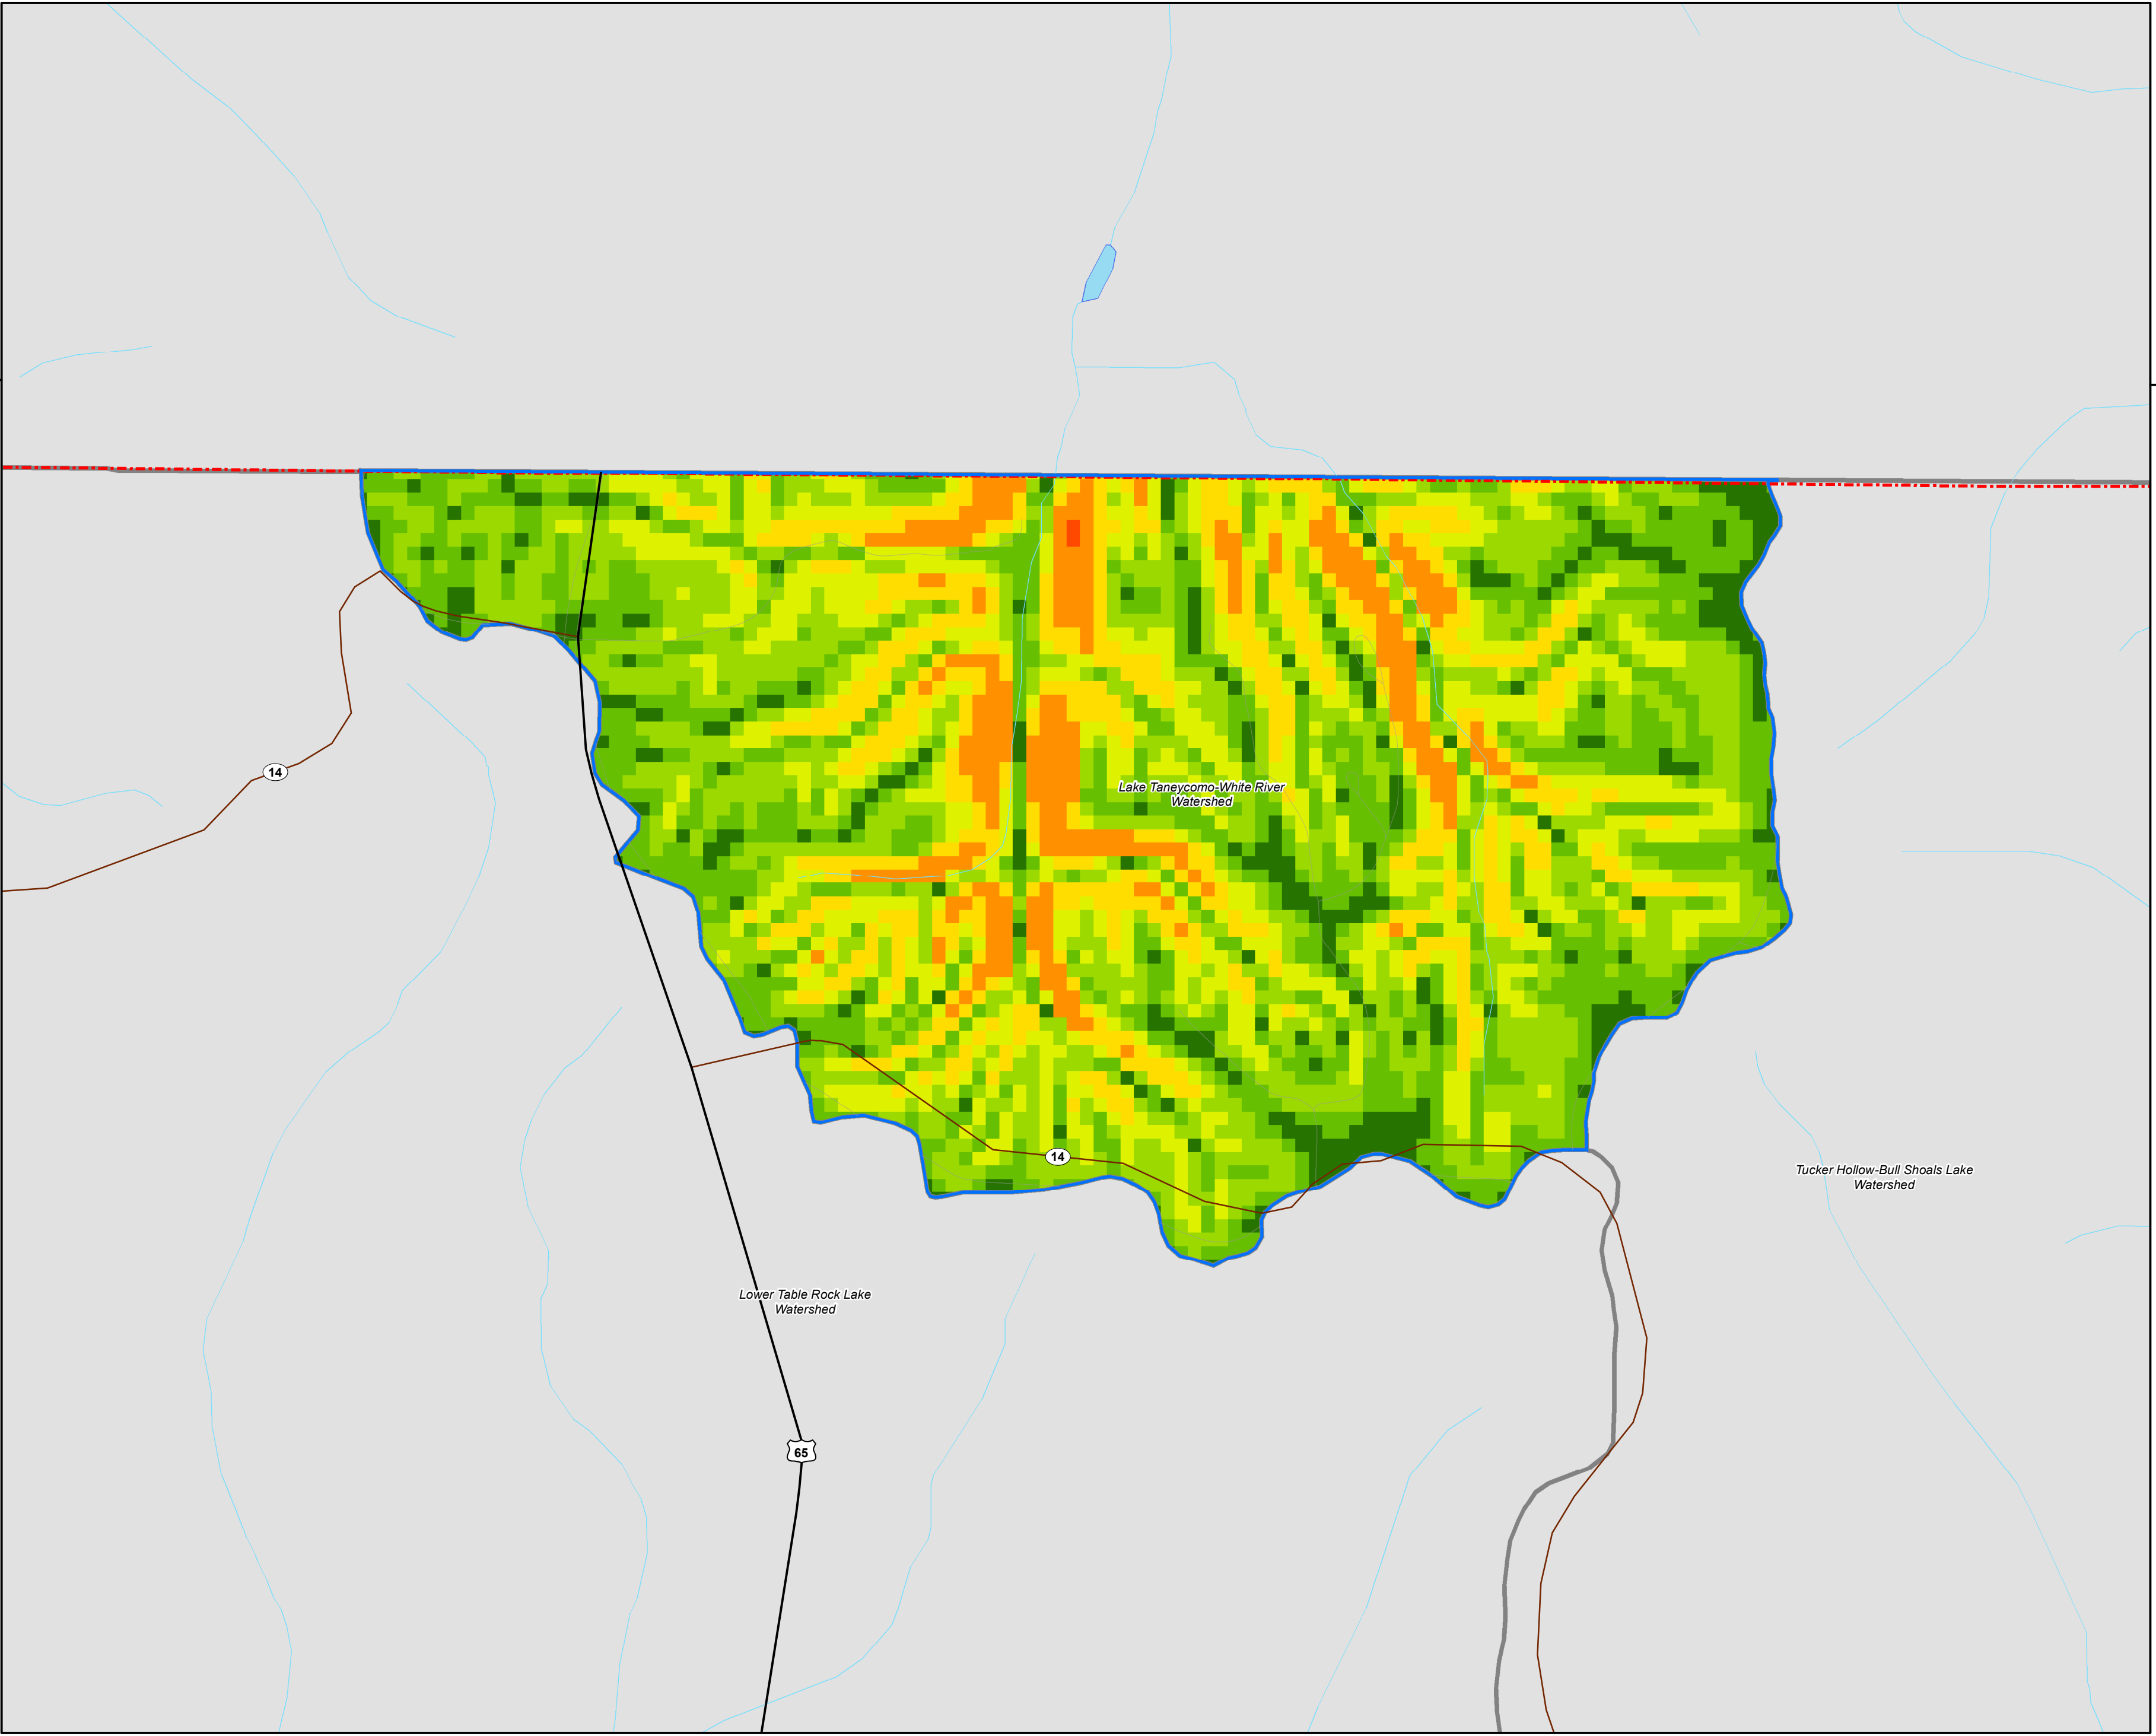 14
Lake Taneycomo-White River
Watershed
14
Tucker Hollow-Bull Shoals Lake
Watershed
Lower Table Rock Lake
Watershed
65